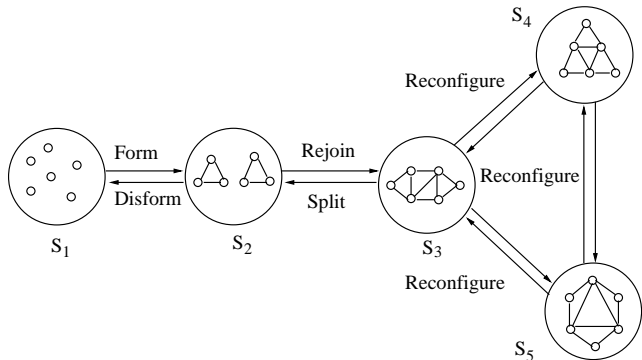 S4
Reconfigure
Form
Rejoin
Disform
Split
Reconfigure
S1
S2
S3
Reconfigure
S5